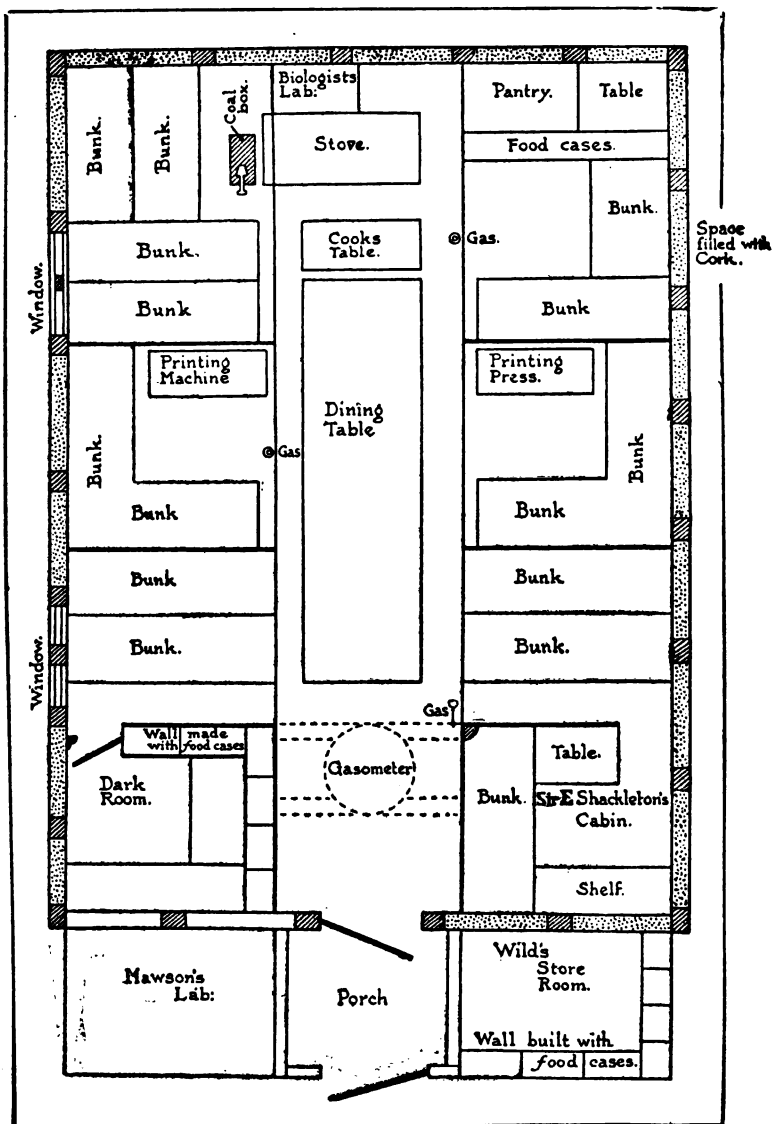 Biologists
Lab:
Coal
box.
Pantry.
Table
Bunk.
Bunk.
Stove.
Food cases.
Bunk.
Space
filled with
Cork.
Cooks
Table.
Gas.
Bunk.
Window.
Bunk
Bunk
Printing
Machine
Printing
Press.
Dining
Table
Gas
Bunk.
Bunk
Bunk
Bunk
Bunk
Bunk
Bunk.
Bunk.
Window.
Gas
Wall made
with food cases
Gasometer
Table.
Dark
Room.
Bunk.
Sir E Shackleton's
Cabin.
Shelf.
Mawson's
Lab:
Porch
Wild's
Store
Room.
Wall built with
food cases.